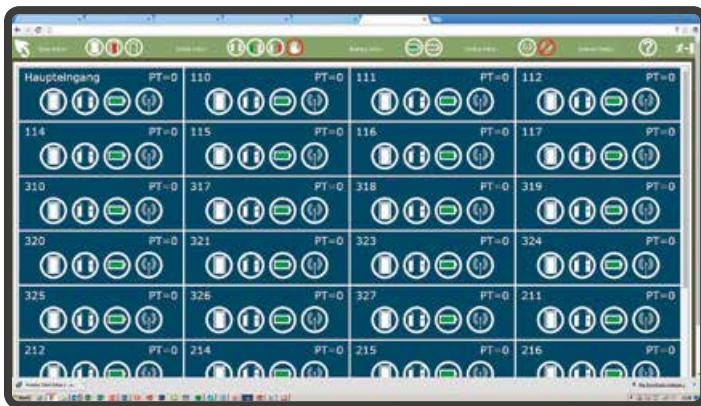 Haupteingang PT=0 110 PT=0 111 PT=0 112 PT=0
114 PT=0 115 PT=0 116 PT=0 117 PT=0
310 PT=0 317 PT=0 318 PT=0 319 PT=0
320 PT=0 321 PT=0 323 PT=0 324 PT=0
325 PT=0 326 PT=0 327 PT=0 211 PT=0
212 PT=0 214 PT=0 215 PT=0 216 PT=0